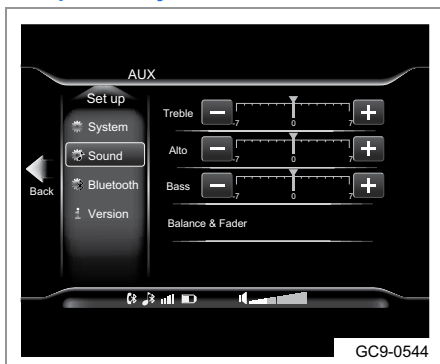 AUX
Set up
System
Sound
Bluetooth
Version
Back
Treble
-7 0 7
Alto
-7 0 7
Bass
-7 0 7
Balance & Fader
GC9-0544